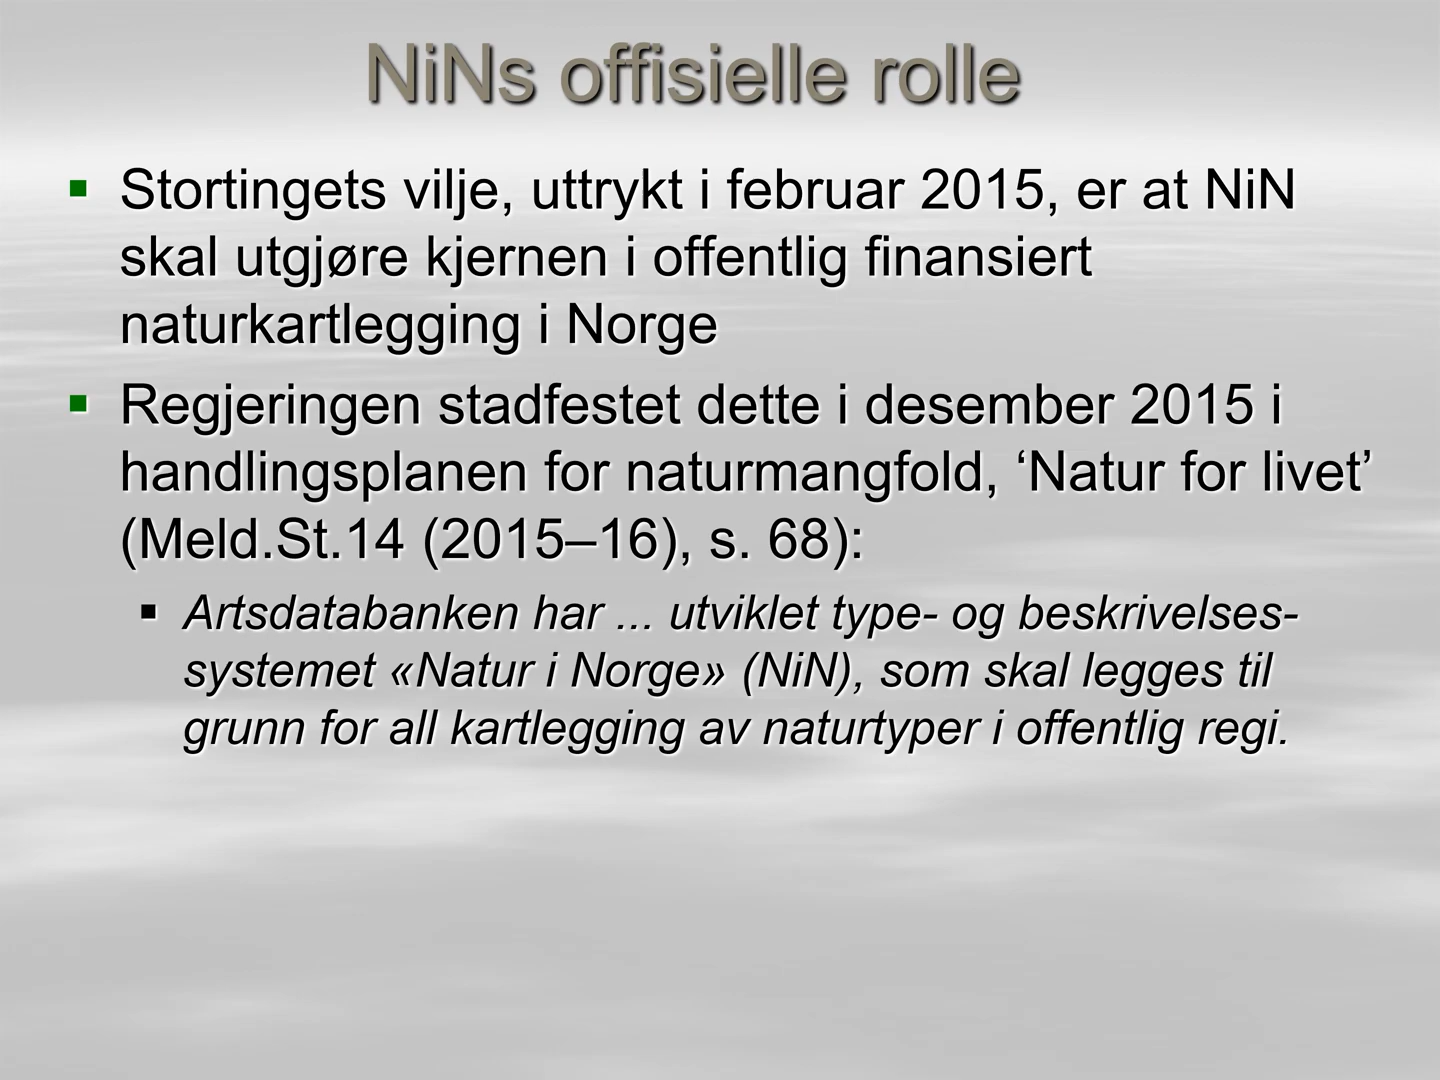 NiNs offisielle rolle
▪ Stortingets vilje, uttrykt i februar 2015, er at NiN
skal utgjøre kjernen i offentlig finansiert
naturkartlegging i Norge
▪ Regjeringen stadfestet dette i desember 2015 i
handlingsplanen for naturmangfold, ‘Natur for livet’
(Meld.St.14 (2015–16), s. 68):
▪ Artsdatabanken har ... utviklet type- og beskrivelses-
systemet «Natur i Norge» (NiN), som skal legges til
grunn for all kartlegging av naturtyper i offentlig regi.